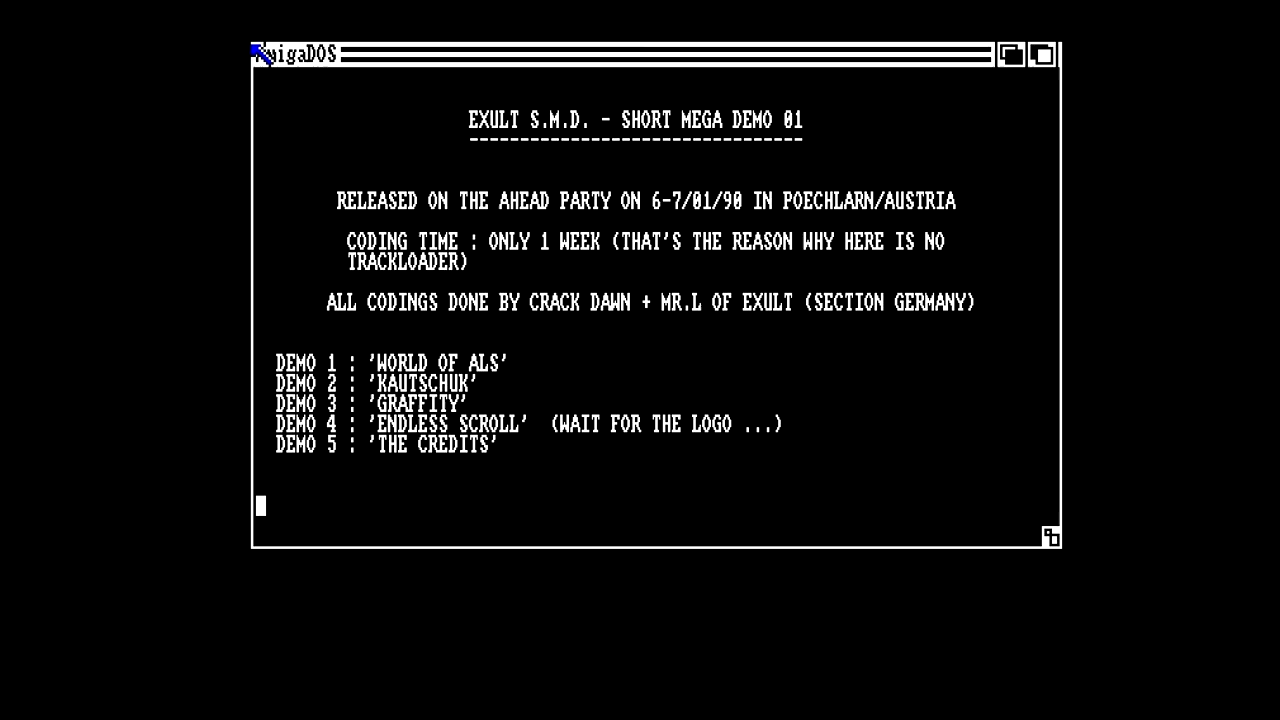 AmigaDOS
EXULT S.M.D. - SHORT MEGA DEMO 01
---------------------------------
RELEASED ON THE AHEAD PARTY ON 6-7/01/90 IN POECHLARN/AUSTRIA
CODING TIME : ONLY 1 WEEK (THAT'S THE REASON WHY HERE IS NO
TRACKLOADER)
ALL CODINGS DONE BY CRACK DAWN + MR.L OF EXULT (SECTION GERMANY)
DEMO 1 : 'WORLD OF ALS'
DEMO 2 : 'KAUTSCHUK'
DEMO 3 : 'GRAFFITY'
DEMO 4 : 'ENDLESS SCROLL' (WAIT FOR THE LOGO ...)
DEMO 5 : 'THE CREDITS'